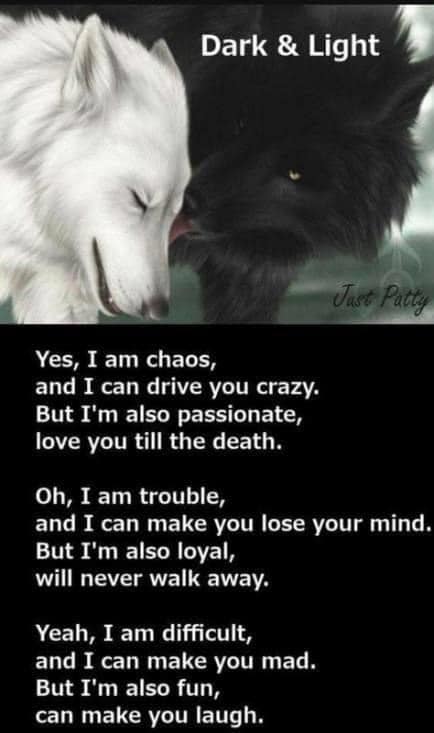 Dark & Light
Just Patty
Yes, I am chaos,
and I can drive you crazy.
But I'm also passionate,
love you till the death.
Oh, I am trouble,
and I can make you lose your mind.
But I'm also loyal,
will never walk away.
Yeah, I am difficult,
and I can make you mad.
But I'm also fun,
can make you laugh.